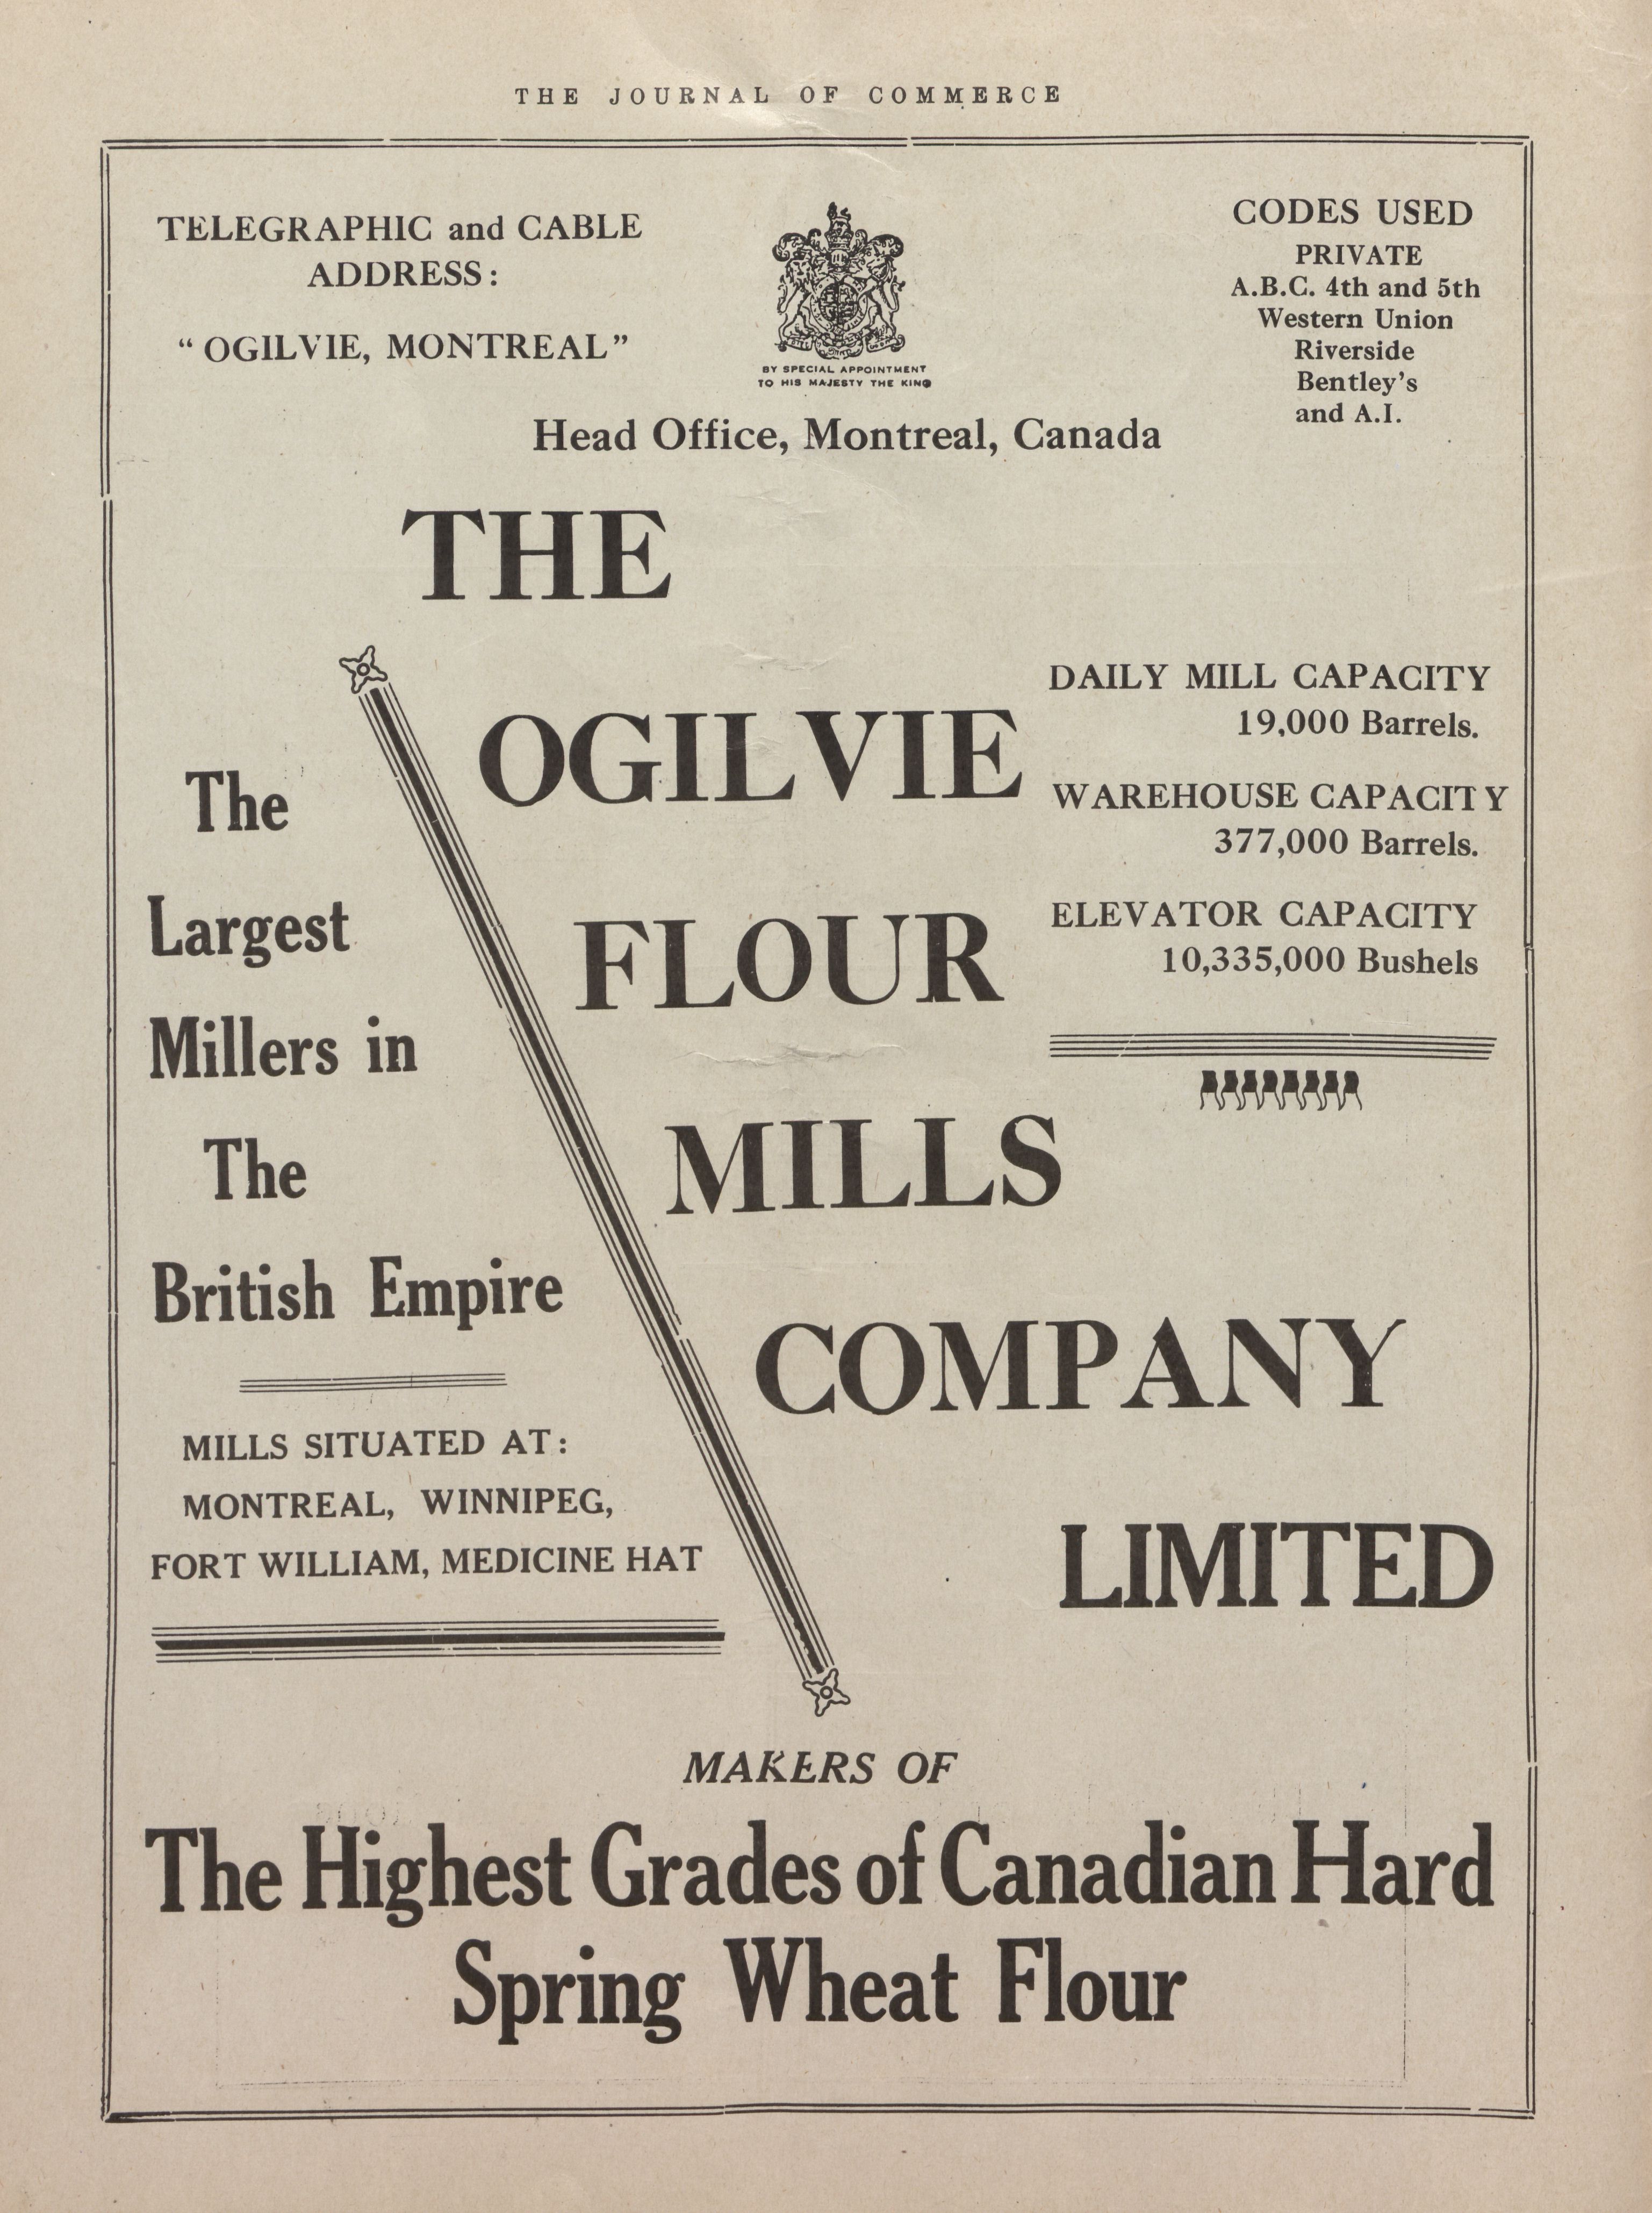 THE JOURNAL OF COMMERCE
TELEGRAPHIC and CABLE
ADDRESS:
“OGILVIE, MONTREAL”
BY SPECIAL APPOINTMENT
TO HIS MAJESTY THE KING
CODES USED
PRIVATE
A.B.C. 4th and 5th
Western Union
Riverside
Bentley's
and A.I.
Head Office, Montreal, Canada
THE
OGILVIE
FLOUR
MILLS
COMPANY
LIMITED
DAILY MILL CAPACITY
19,000 Barrels.
WAREHOUSE CAPACITY
377,000 Barrels.
ELEVATOR CAPACITY
10,335,000 Bushels
The
Largest
Millers in
The
British Empire
MILLS SITUATED AT:
MONTREAL, WINNIPEG,
FORT WILLIAM, MEDICINE HAT
MAKERS OF
The Highest Grades of Canadian Hard
Spring Wheat Flour